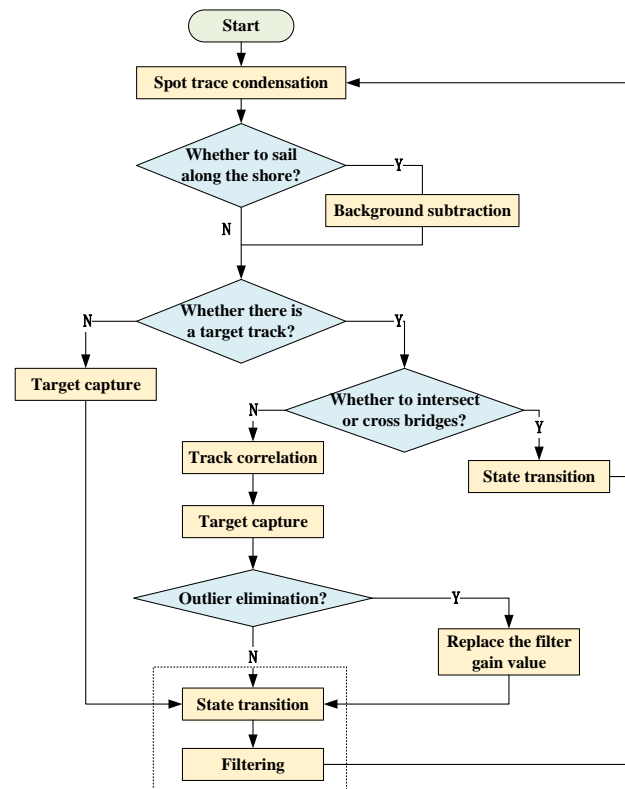 Start
Spot trace condensation
Whether to sail
along the shore?
Y
Background subtraction
N
Whether there is
a target track?
N
Y
Target capture
Whether to intersect
or cross bridges?
N
Y
Track correlation
State transition
Target capture
Outlier elimination?
Y
Replace the filter
gain value
N
State transition
Filtering